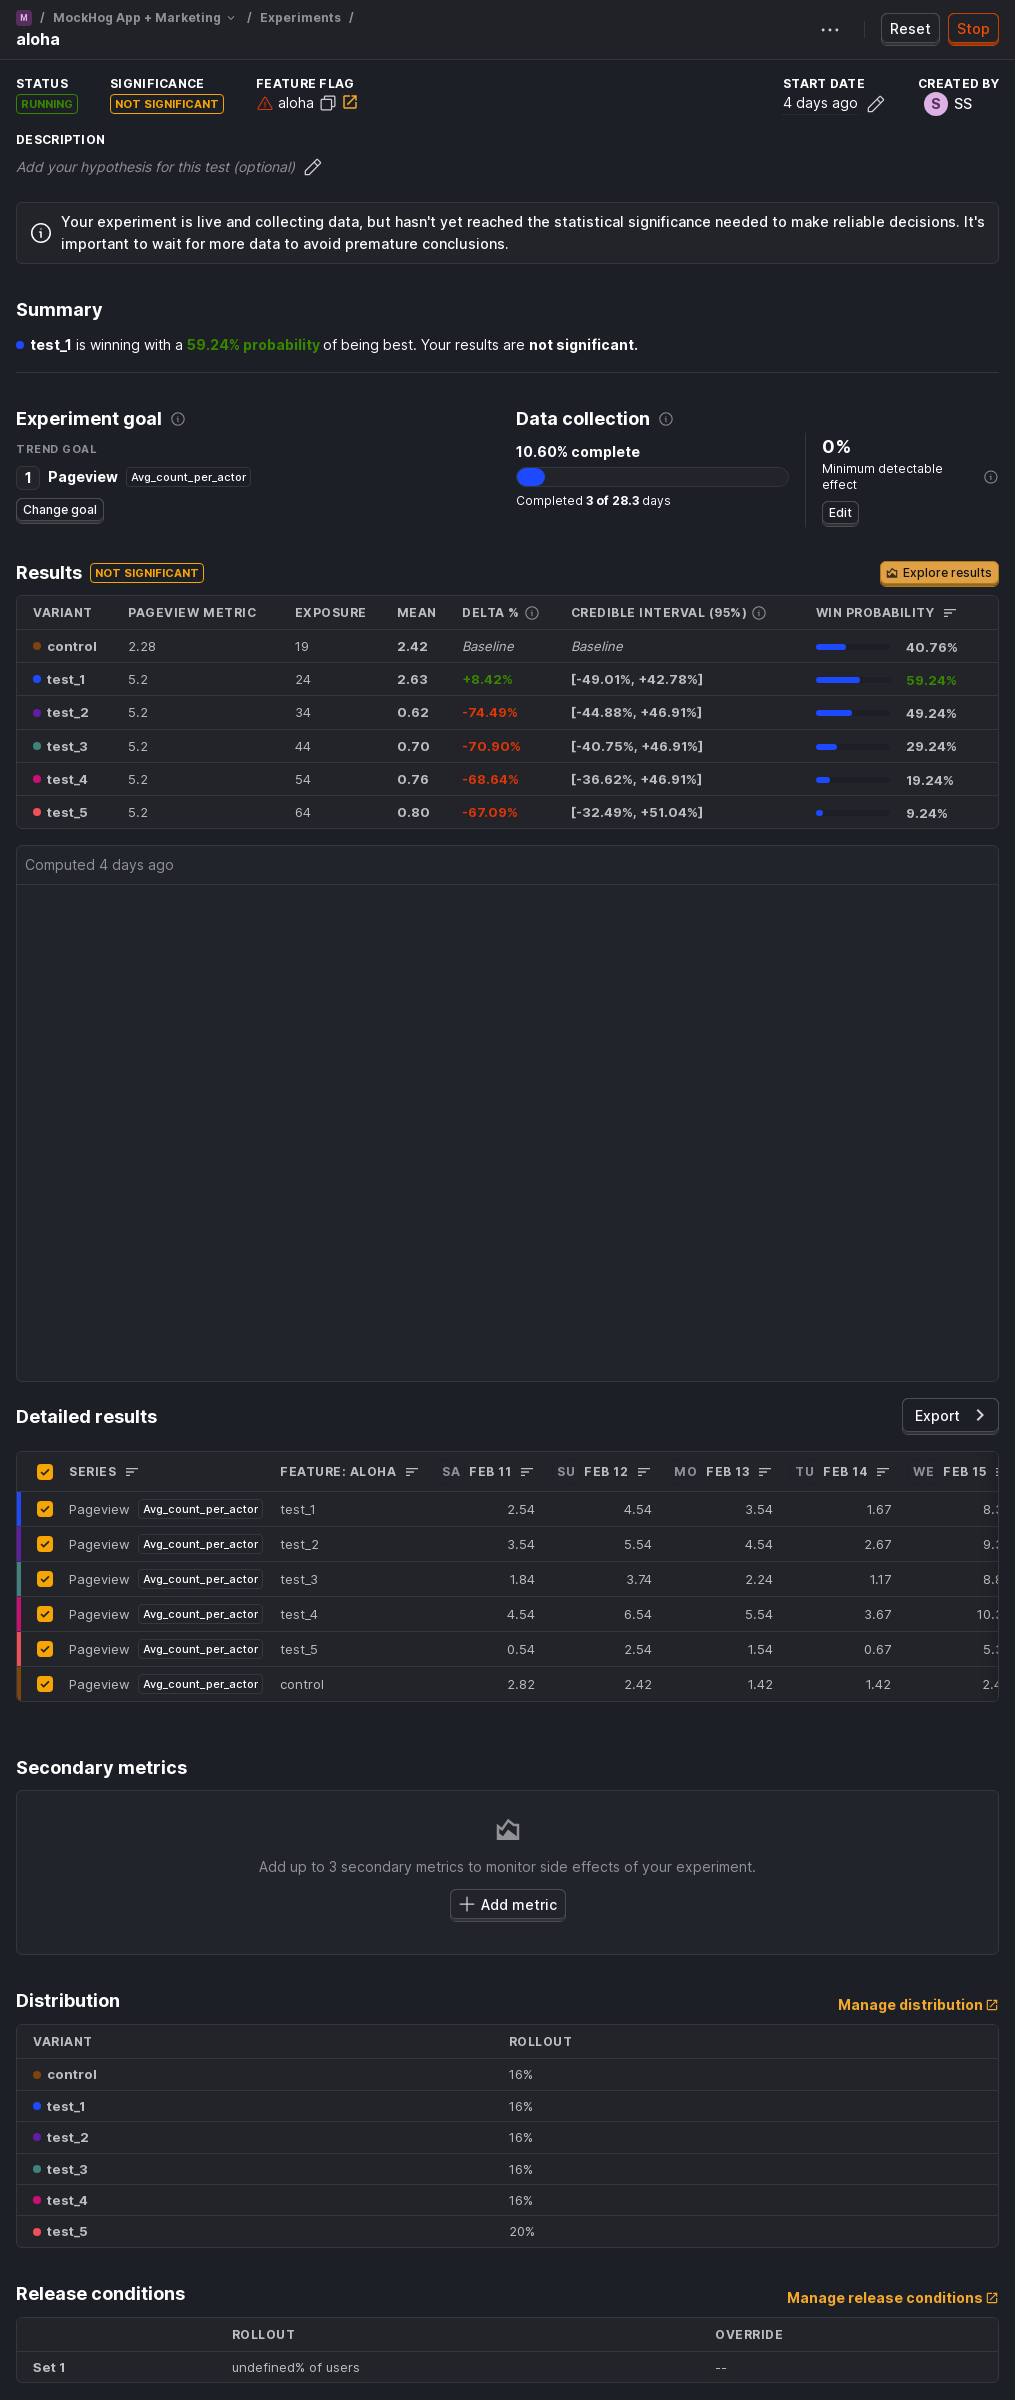 M / MockHog App + Marketing / Experiments /
aloha
Reset Stop
STATUS SIGNIFICANCE FEATURE FLAG START DATE CREATED BY
RUNNING NOT SIGNIFICANT aloha 4 days ago S SS
DESCRIPTION
Add your hypothesis for this test (optional)
Your experiment is live and collecting data, but hasn't yet reached the statistical significance needed to make reliable decisions. It's
important to wait for more data to avoid premature conclusions.
Summary
test_1 is winning with a 59.24% probability of being best. Your results are not significant.
Experiment goal
TREND GOAL
1 Pageview Avg_count_per_actor
Change goal
Data collection
10.60% complete
Completed 3 of 28.3 days
0%
Minimum detectable
effect
Edit
Results NOT SIGNIFICANT Explore results
VARIANT PAGEVIEW METRIC EXPOSURE MEAN DELTA % CREDIBLE INTERVAL (95%) WIN PROBABILITY
control 2.28 19 2.42 Baseline Baseline 40.76%
test_1 5.2 24 2.63 +8.42% [-49.01%, +42.78%] 59.24%
test_2 5.2 34 0.62 -74.49% [-44.88%, +46.91%] 49.24%
test_3 5.2 44 0.70 -70.90% [-40.75%, +46.91%] 29.24%
test_4 5.2 54 0.76 -68.64% [-36.62%, +46.91%] 19.24%
test_5 5.2 64 0.80 -67.09% [-32.49%, +51.04%] 9.24%
Computed 4 days ago
Detailed results Export
SERIES FEATURE: ALOHA SA FEB 11 SU FEB 12 MO FEB 13 TU FEB 14 WE FEB 15
Pageview Avg_count_per_actor test_1 2.54 4.54 3.54 1.67
Pageview Avg_count_per_actor test_2 3.54 5.54 4.54 2.67
Pageview Avg_count_per_actor test_3 1.84 3.74 2.24 1.17
Pageview Avg_count_per_actor test_4 4.54 6.54 5.54 3.67
Pageview Avg_count_per_actor test_5 0.54 2.54 1.54 0.67
Pageview Avg_count_per_actor control 2.82 2.42 1.42 1.42
Secondary metrics
Add up to 3 secondary metrics to monitor side effects of your experiment.
Add metric
Distribution Manage distribution
VARIANT ROLLOUT
control 16%
test_1 16%
test_2 16%
test_3 16%
test_4 16%
test_5 20%
Release conditions Manage release conditions
ROLLOUT OVERRIDE
Set 1 undefined% of users --